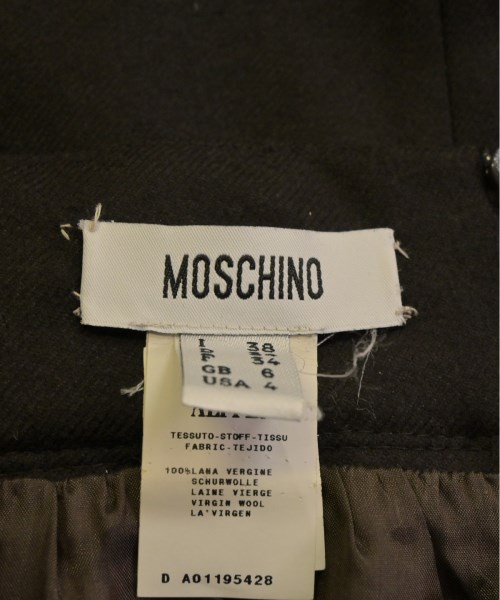 MOSCHINO
I 38
F 34
GB 6
USA 4
TESSUTO-STOFF-TISSU
FABRIC-TEJIDO
100%LANA VERGINE
SCHURWOLLE
LAINE VIERGE
VIRGIN WOOL
LA'VIRGEN
D A01195428